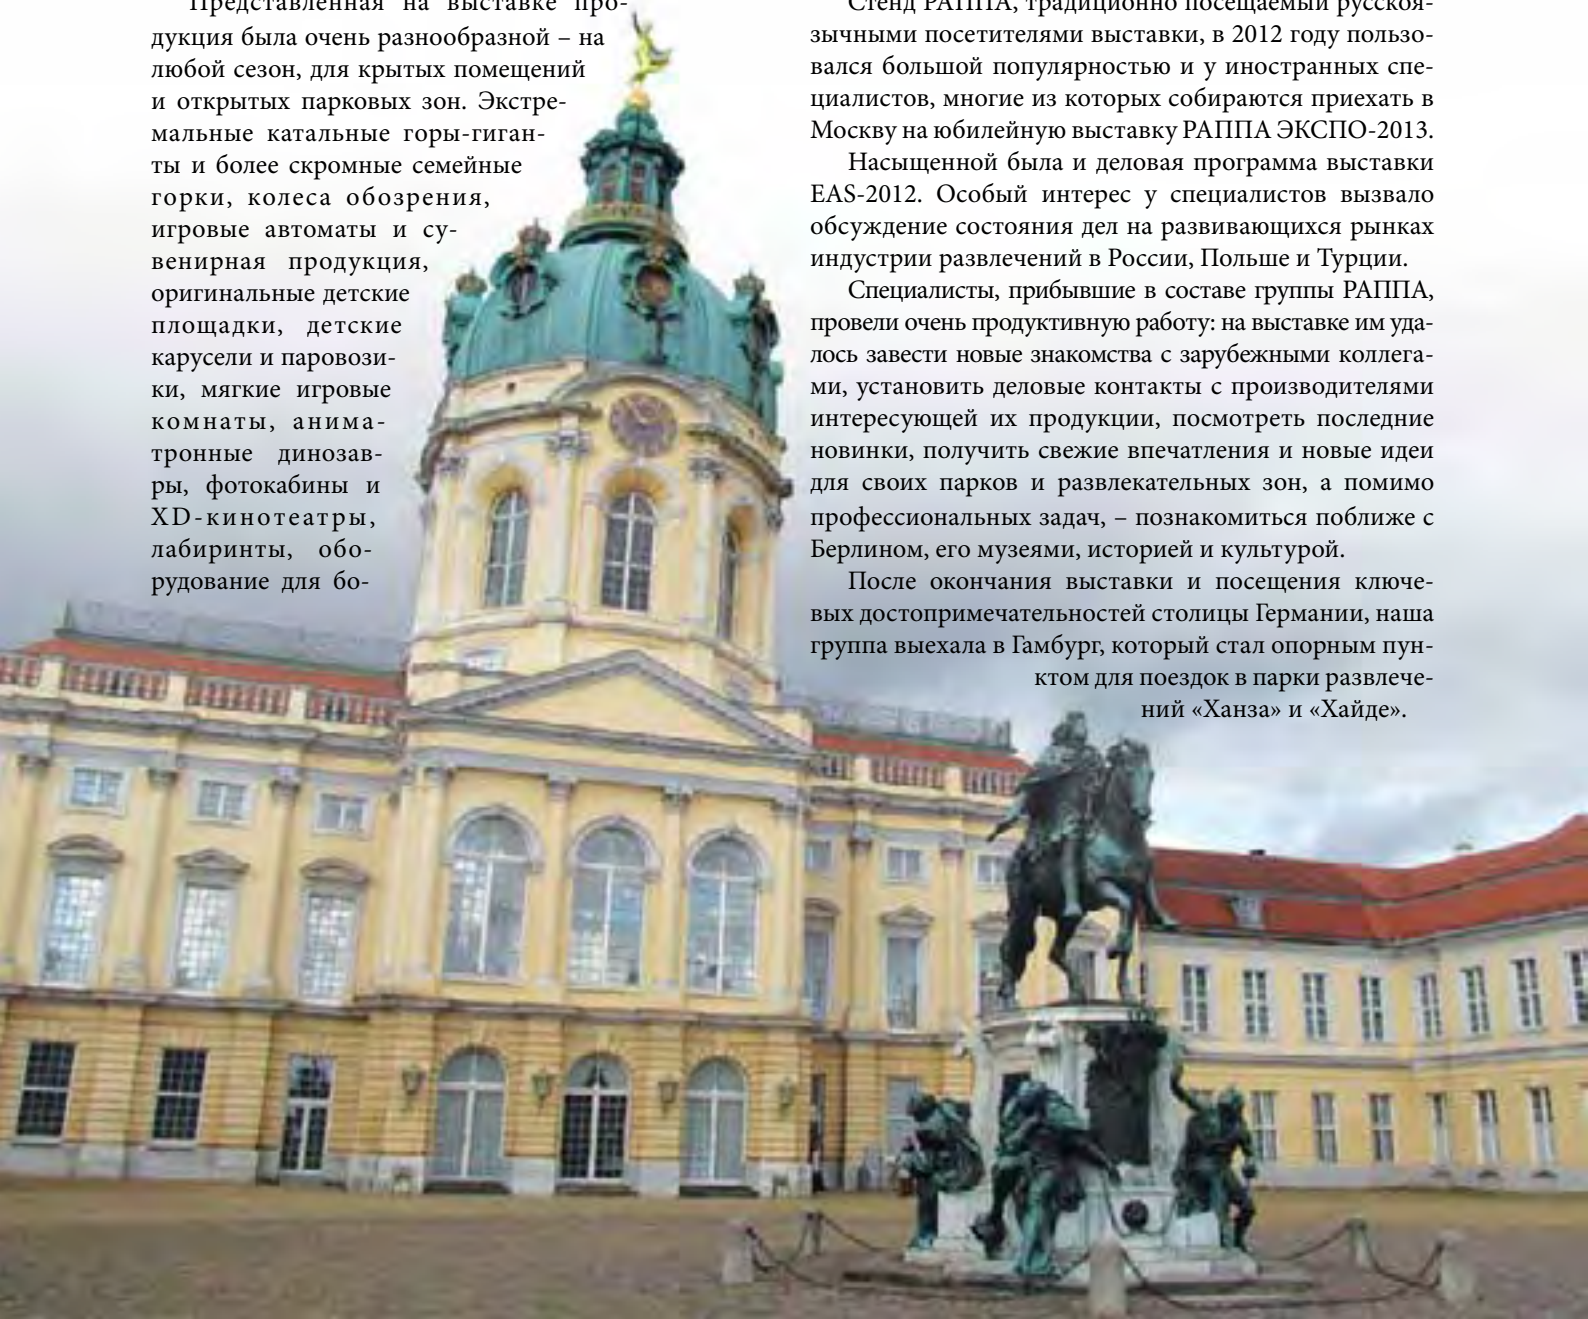 Представленная на выставке про-
дукция была очень разнообразной – на
любой сезон, для крытых помещений
и открытых парковых зон. Экстре-
мальные катальные горы-гиган-
ты и более скромные семейные
горки, колеса обозрения,
игровые автоматы и су-
венирная продукция,
оригинальные детские
площадки, детские
карусели и паровози-
ки, мягкие игровые
комнаты, анима-
тронные динозав-
ры, фотокабины и
XD-кинотеатры,
лабиринты, обо-
рудование для бо-
Стенд РАППА, традиционно посещаемый русскоя-
зычными посетителями выставки, в 2012 году пользо-
вался большой популярностью и у иностранных спе-
циалистов, многие из которых собираются приехать в
Москву на юбилейную выставку РАППА ЭКСПО-2013.
Насыщенной была и деловая программа выставки
EAS-2012. Особый интерес у специалистов вызвало
обсуждение состояния дел на развивающихся рынках
индустрии развлечений в России, Польше и Турции.
Специалисты, прибывшие в составе группы РАППА,
провели очень продуктивную работу: на выставке им уда-
лось завести новые знакомства с зарубежными коллега-
ми, установить деловые контакты с производителями
интересующей их продукции, посмотреть последние
новинки, получить свежие впечатления и новые идеи
для своих парков и развлекательных зон, а помимо
профессиональных задач, – познакомиться поближе с
Берлином, его музеями, историей и культурой.
После окончания выставки и посещения ключе-
вых достопримечательностей столицы Германии, наша
группа выехала в Гамбург, который стал опорным пун-
ктом для поездок в парки развлече-
ний «Ханза» и «Хайде».